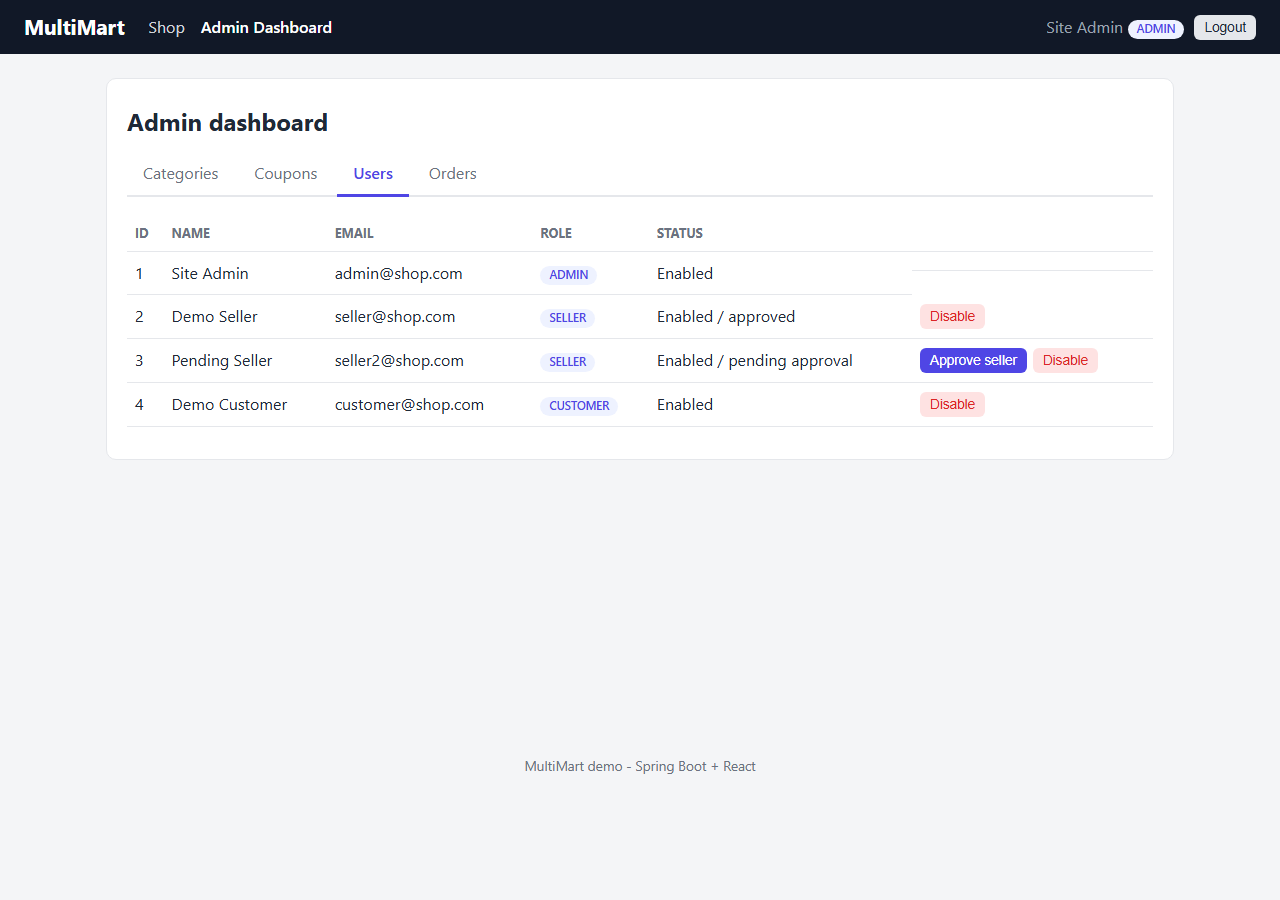 MultiMart Shop Admin Dashboard Site Admin ADMIN Logout
Admin dashboard
Categories Coupons Users Orders
ID NAME EMAIL ROLE STATUS
1 Site Admin admin@shop.com ADMIN Enabled
2 Demo Seller seller@shop.com SELLER Enabled / approved Disable
3 Pending Seller seller2@shop.com SELLER Enabled / pending approval Approve seller Disable
4 Demo Customer customer@shop.com CUSTOMER Enabled Disable
MultiMart demo - Spring Boot + React